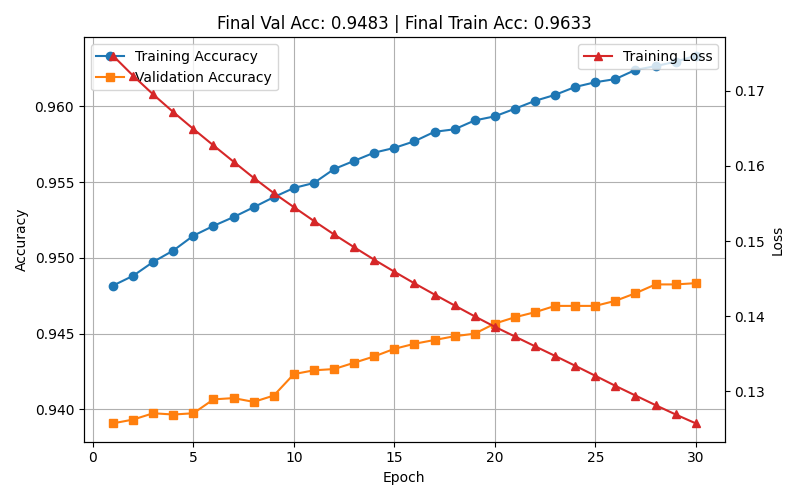 Final Val Acc: 0.9483 | Final Train Acc: 0.9633
Training Accuracy
Validation Accuracy
Training Loss
0.960
0.955
0.950
0.945
0.940
Accuracy
0.17
0.16
0.15
0.14
0.13
Loss
0 5 10 15 20 25 30
Epoch